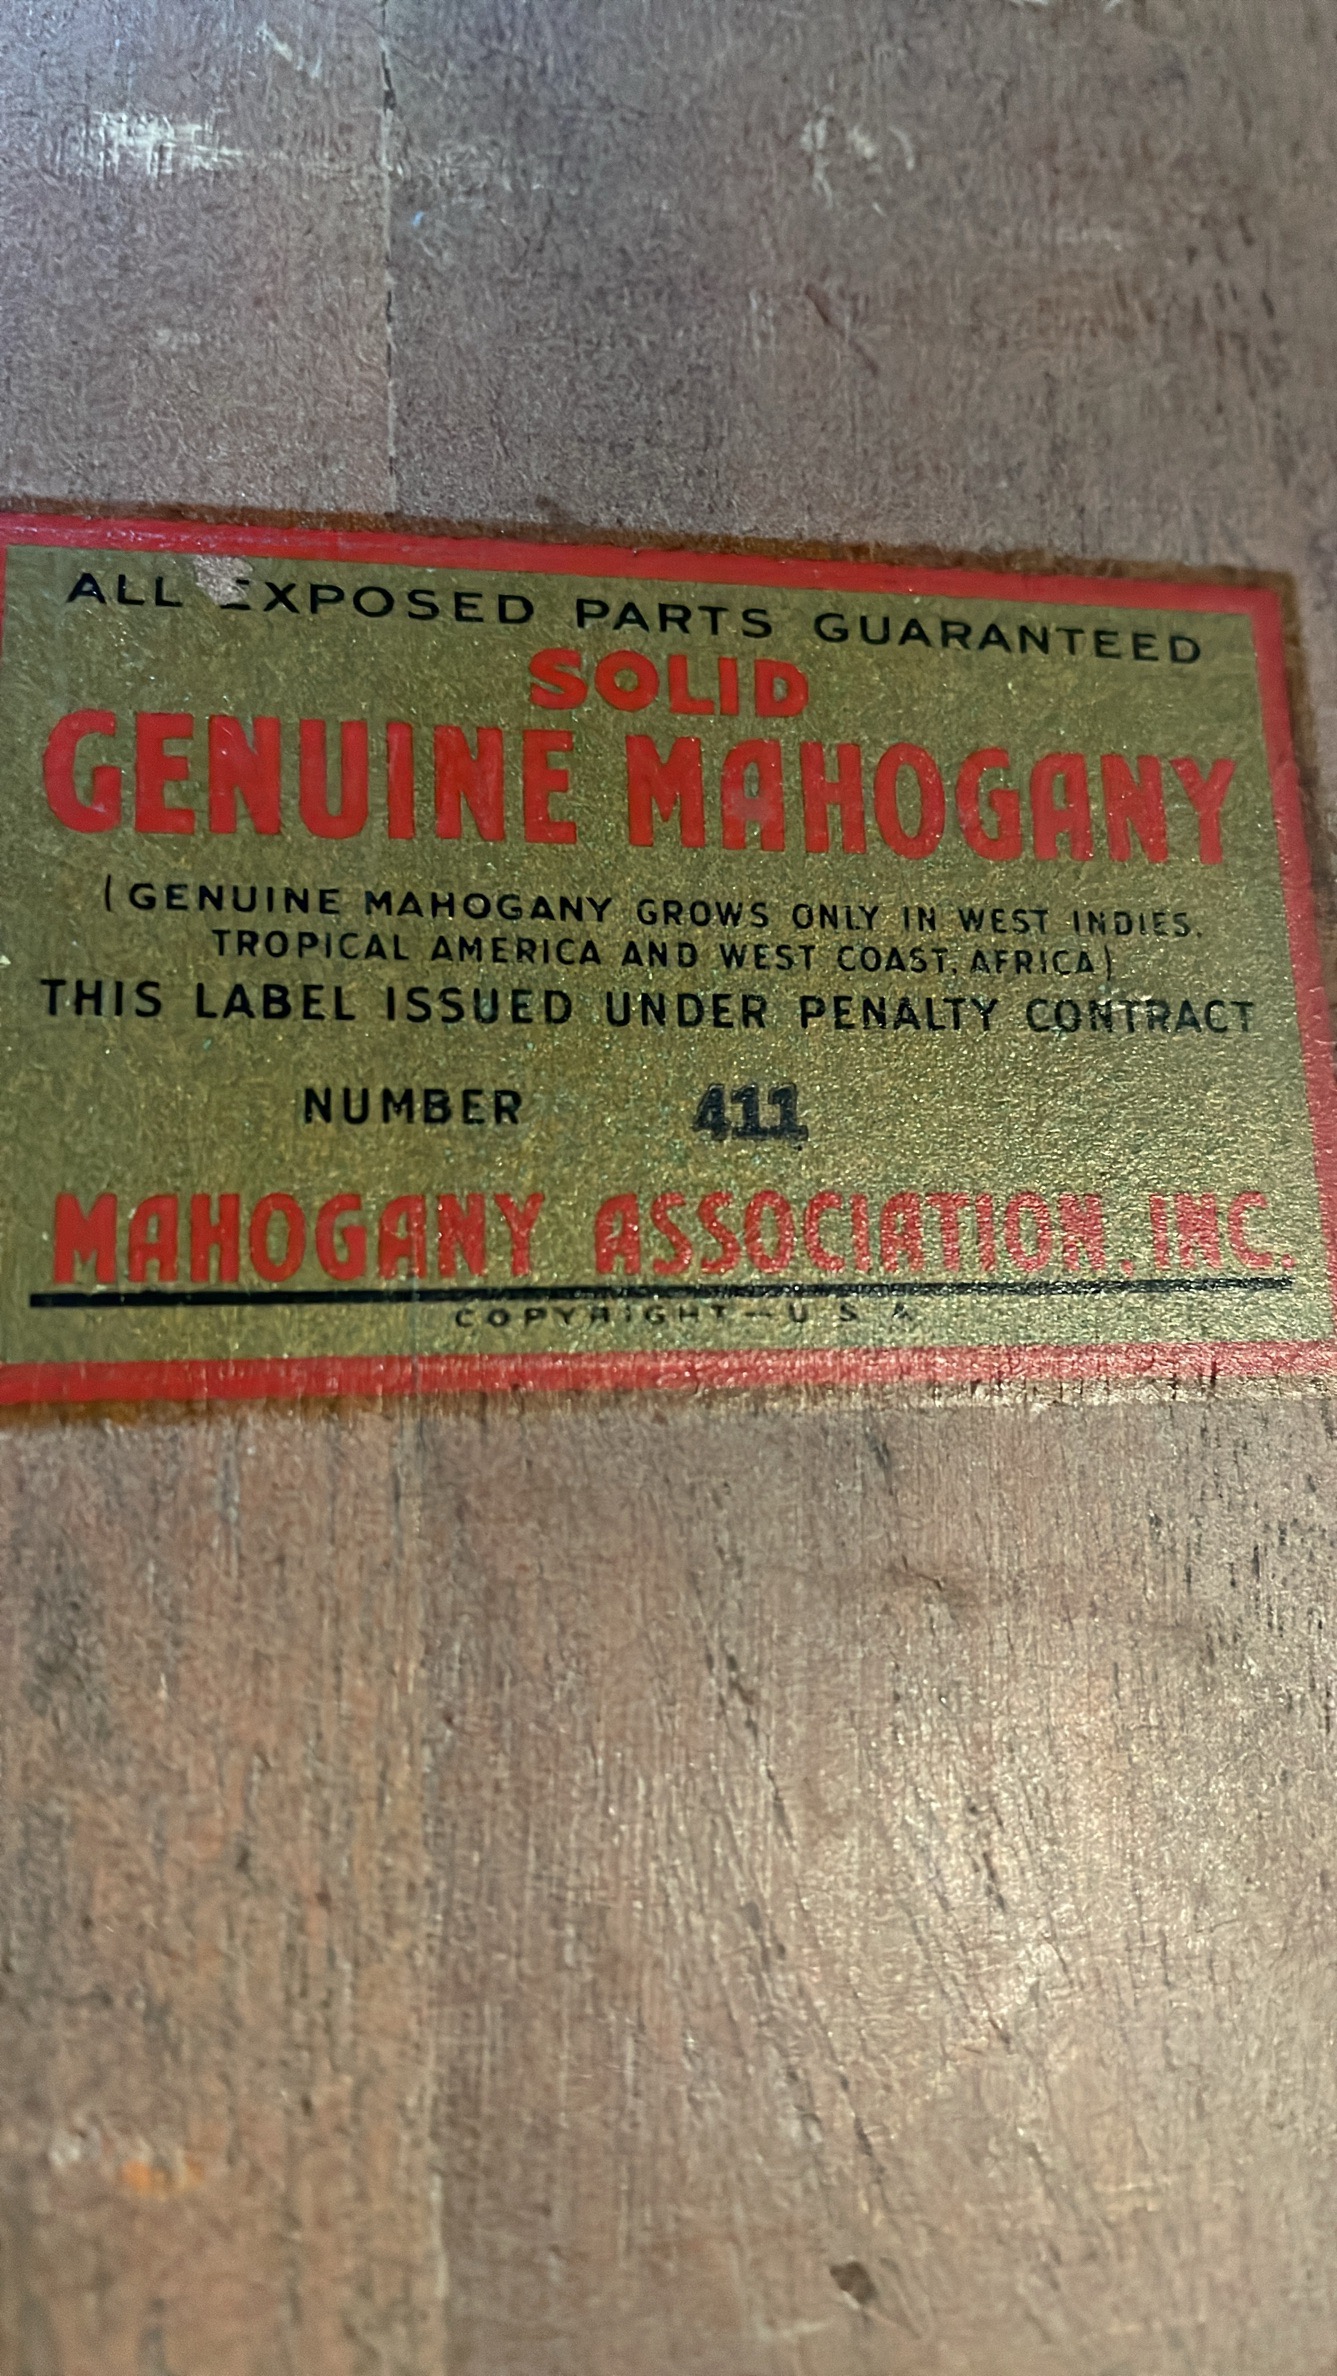 ALL EXPOSED PARTS GUARANTEED
SOLID
GENUINE MAHOGANY
(GENUINE MAHOGANY GROWS ONLY IN WEST INDIES,
TROPICAL AMERICA AND WEST COAST, AFRICA)
THIS LABEL ISSUED UNDER PENALTY CONTRACT
NUMBER 411
MAHOGANY ASSOCIATION, INC.
COPYRIGHT—U S A